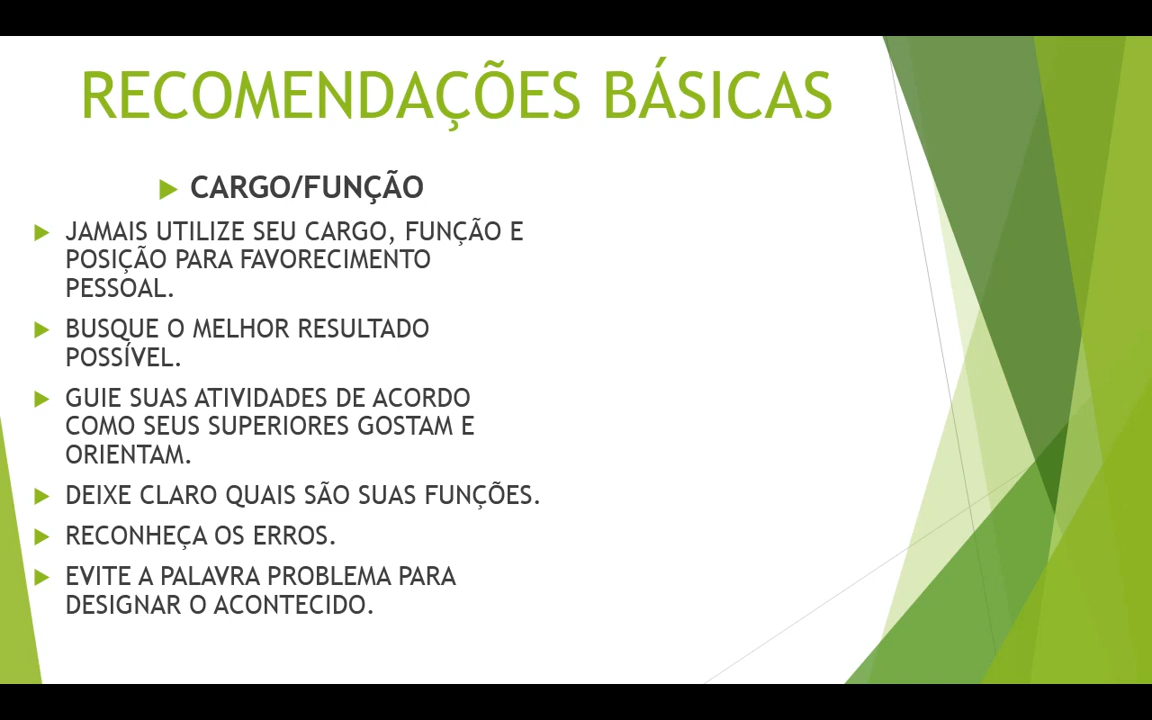 RECOMENDAÇÕES BÁSICAS
CARGO/FUNÇÃO
JAMAIS UTILIZE SEU CARGO, FUNÇÃO E
POSIÇÃO PARA FAVORECIMENTO
PESSOAL.
BUSQUE O MELHOR RESULTADO
POSSÍVEL.
GUIE SUAS ATIVIDADES DE ACORDO
COMO SEUS SUPERIORES GOSTAM E
ORIENTAM.
DEIXE CLARO QUAIS SÃO SUAS FUNÇÕES.
RECONHEÇA OS ERROS.
EVITE A PALAVRA PROBLEMA PARA
DESIGNAR O ACONTECIDO.